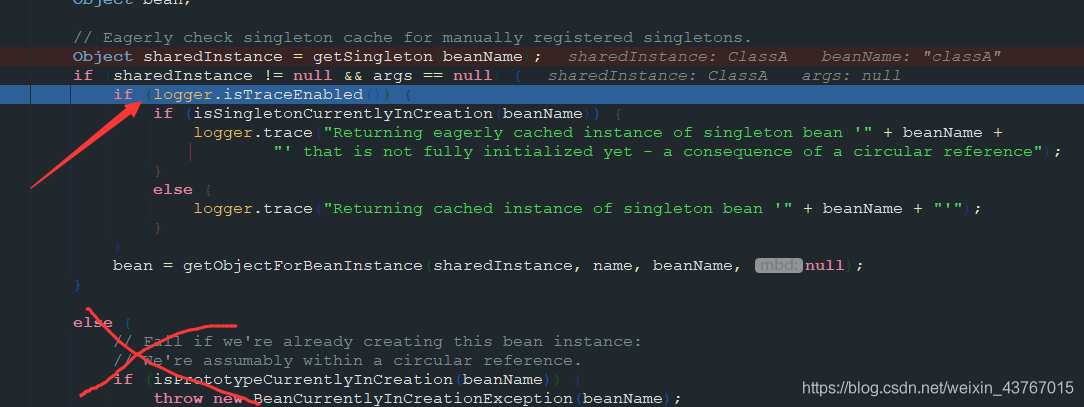 Object bean;
// Eagerly check singleton cache for manually registered singletons.
Object sharedInstance = getSingleton(beanName); sharedInstance: ClassA beanName: "classA"
if (sharedInstance != null && args == null) { sharedInstance: ClassA args: null
if (logger.isTraceEnabled()) {
if (isSingletonCurrentlyInCreation(beanName)) {
logger.trace("Returning eagerly cached instance of singleton bean '" + beanName +
"' that is not fully initialized yet - a consequence of a circular reference");
}
else {
logger.trace("Returning cached instance of singleton bean '" + beanName + "'");
}
}
bean = getObjectForBeanInstance(sharedInstance, name, beanName, mbd: null);
}
else {
// Fail if we're already creating this bean instance:
// We're assumably within a circular reference.
if (isPrototypeCurrentlyInCreation(beanName)) {
throw new BeanCurrentlyInCreationException(beanName);
https://blog.csdn.net/weixin_43767015